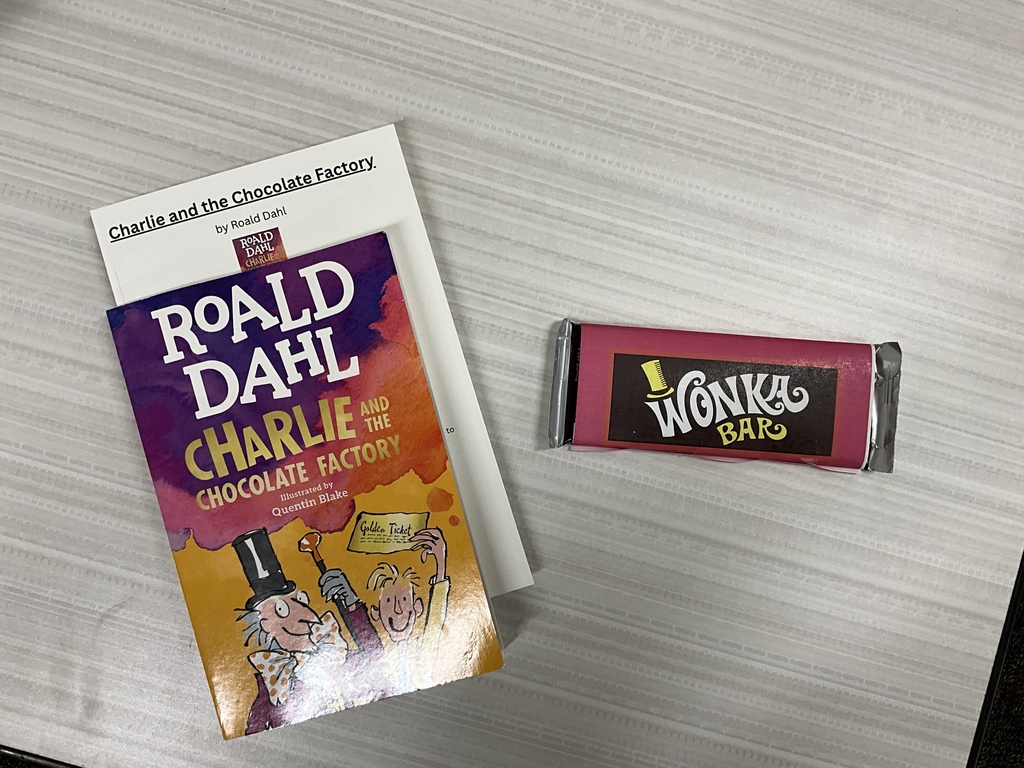 Charlie and the Chocolate Factory.
by Roald Dahl
ROALD
DAHL
CHARLIE
to
ROALD
DAHL
CHARLIE AND
THE
CHOCOLATE FACTORY
Illustrated by
Quentin Blake
Golden Ticket
WONKA
BAR